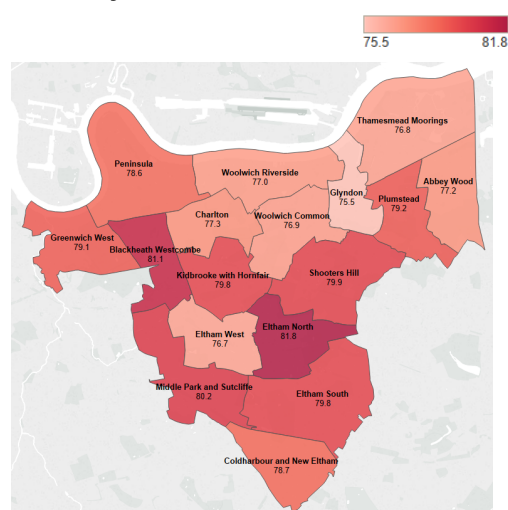 75.5 81.8
Thamesmead Moorings
76.8
Peninsula
78.6
Woolwich Riverside
77.0
Glyndon
75.5
Abbey Wood
77.2
Plumstead
79.2
Charlton
77.3
Woolwich Common
76.9
Greenwich West
79.1
Blackheath Westcombe
81.1
Kidbrooke with Hornfair
79.8
Shooters Hill
79.9
Eltham West
76.7
Eltham North
81.8
Middle Park and Sutcliffe
80.2
Eltham South
79.8
Coldharbour and New Eltham
78.7